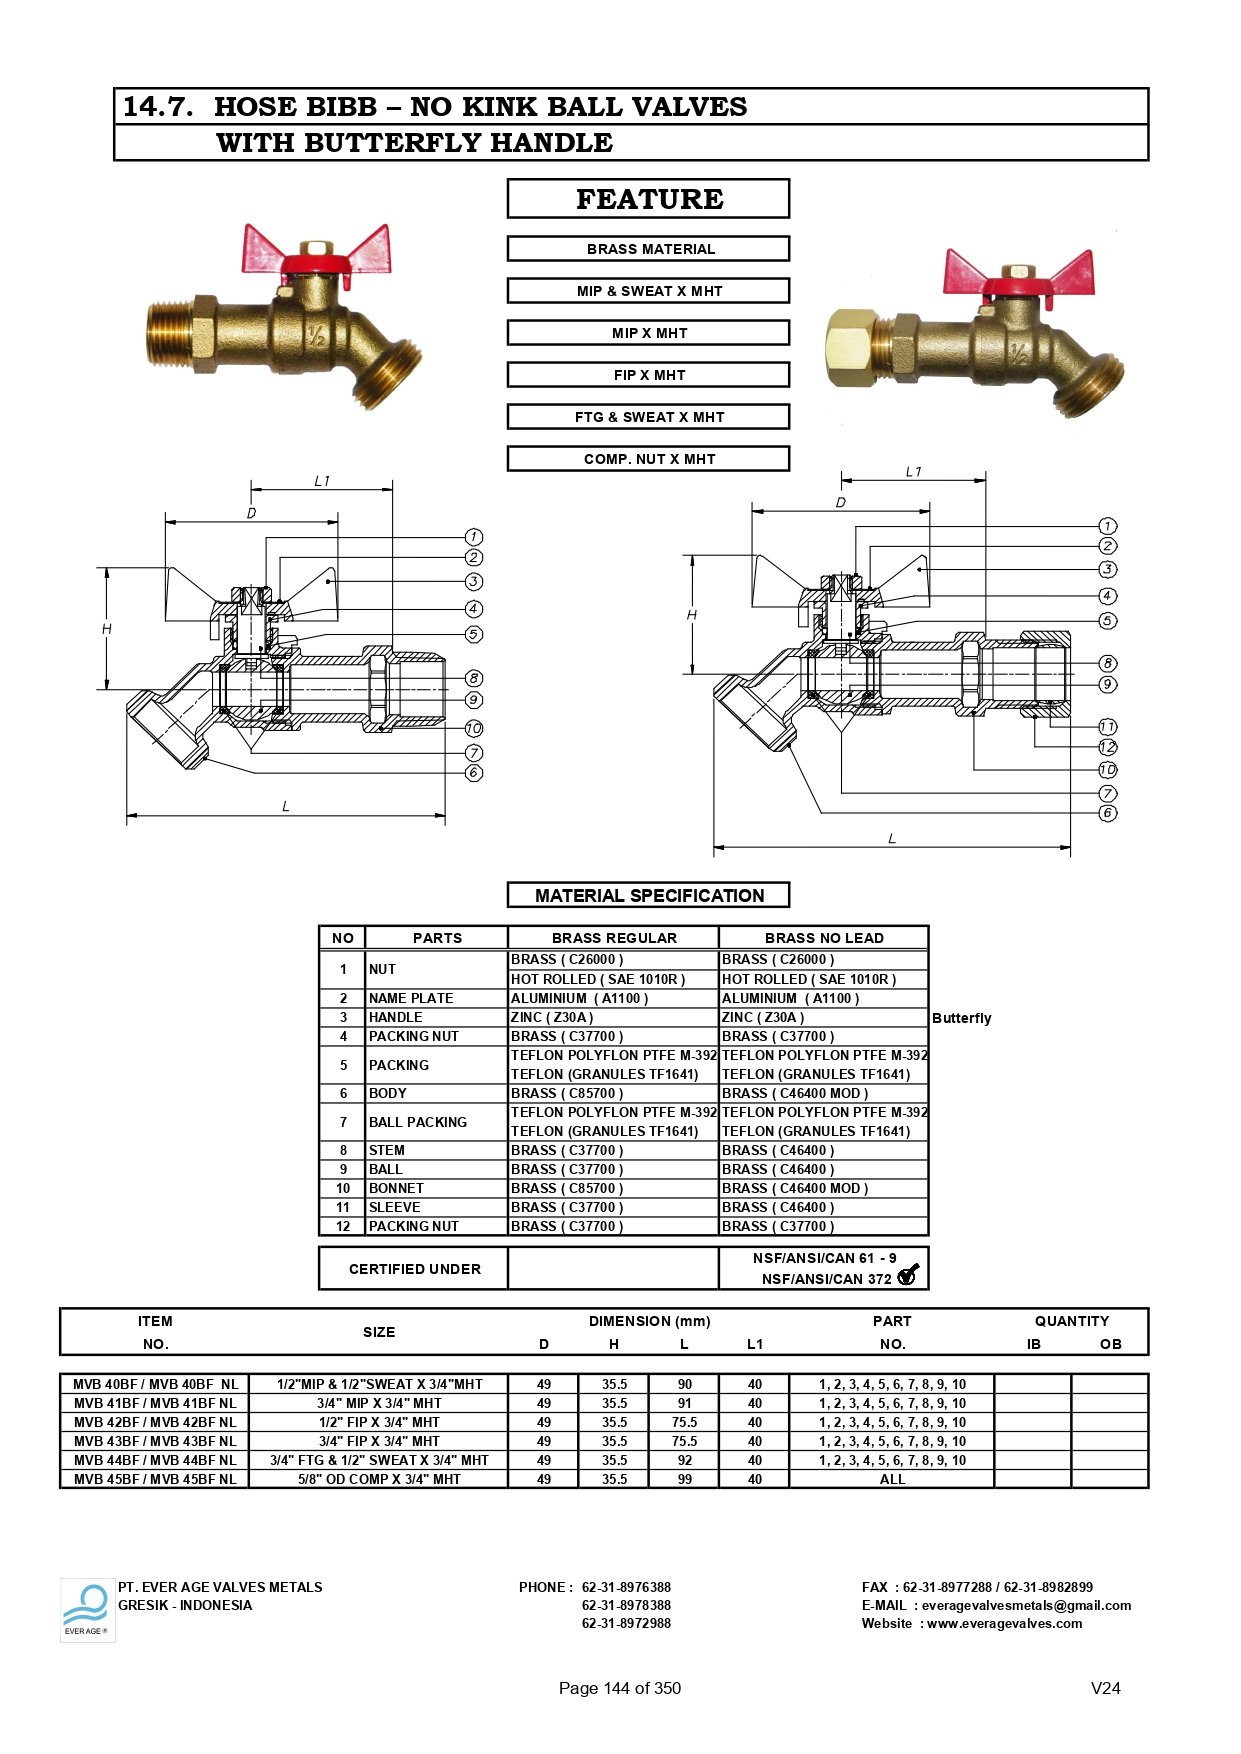 14.7. HOSE BIBB – NO KINK BALL VALVES
WITH BUTTERFLY HANDLE
FEATURE
BRASS MATERIAL
MIP & SWEAT X MHT
MIP X MHT
FIP X MHT
FTG & SWEAT X MHT
COMP. NUT X MHT
1/2
1/2
L1
D
H
L
1
2
3
4
5
8
9
10
7
6
L1
D
H
L
1
2
3
4
5
8
9
11
12
10
7
6
MATERIAL SPECIFICATION
NO PARTS BRASS REGULAR BRASS NO LEAD
1 NUT BRASS ( C26000 ) BRASS ( C26000 )
HOT ROLLED ( SAE 1010R ) HOT ROLLED ( SAE 1010R )
2 NAME PLATE ALUMINIUM ( A1100 ) ALUMINIUM ( A1100 )
3 HANDLE ZINC ( Z30A ) ZINC ( Z30A ) Butterfly
4 PACKING NUT BRASS ( C37700 ) BRASS ( C37700 )
5 PACKING TEFLON POLYFLON PTFE M-392 TEFLON POLYFLON PTFE M-392
TEFLON (GRANULES TF1641) TEFLON (GRANULES TF1641)
6 BODY BRASS ( C85700 ) BRASS ( C46400 MOD )
7 BALL PACKING TEFLON POLYFLON PTFE M-392 TEFLON POLYFLON PTFE M-392
TEFLON (GRANULES TF1641) TEFLON (GRANULES TF1641)
8 STEM BRASS ( C37700 ) BRASS ( C46400 )
9 BALL BRASS ( C37700 ) BRASS ( C46400 )
10 BONNET BRASS ( C85700 ) BRASS ( C46400 MOD )
11 SLEEVE BRASS ( C37700 ) BRASS ( C46400 )
12 PACKING NUT BRASS ( C37700 ) BRASS ( C37700 )
CERTIFIED UNDER NSF/ANSI/CAN 61 - 9
NSF/ANSI/CAN 372
ITEM SIZE DIMENSION (mm) PART QUANTITY
NO. D H L L1 NO. IB OB
MVB 40BF / MVB 40BF NL 1/2"MIP & 1/2"SWEAT X 3/4"MHT 49 35.5 90 40 1, 2, 3, 4, 5, 6, 7, 8, 9, 10
MVB 41BF / MVB 41BF NL 3/4" MIP X 3/4" MHT 49 35.5 91 40 1, 2, 3, 4, 5, 6, 7, 8, 9, 10
MVB 42BF / MVB 42BF NL 1/2" FIP X 3/4" MHT 49 35.5 75.5 40 1, 2, 3, 4, 5, 6, 7, 8, 9, 10
MVB 43BF / MVB 43BF NL 3/4" FIP X 3/4" MHT 49 35.5 75.5 40 1, 2, 3, 4, 5, 6, 7, 8, 9, 10
MVB 44BF / MVB 44BF NL 3/4" FTG & 1/2" SWEAT X 3/4" MHT 49 35.5 92 40 1, 2, 3, 4, 5, 6, 7, 8, 9, 10
MVB 45BF / MVB 45BF NL 5/8" OD COMP X 3/4" MHT 49 35.5 99 40 ALL
PT. EVER AGE VALVES METALS PHONE : 62-31-8976388 FAX : 62-31-8977288 / 62-31-8982899
GRESIK - INDONESIA 62-31-8978388 E-MAIL : everagevalvesmetals@gmail.com
62-31-8972988 Website : www.everagevalves.com
EVER AGE ®
Page 144 of 350 V24